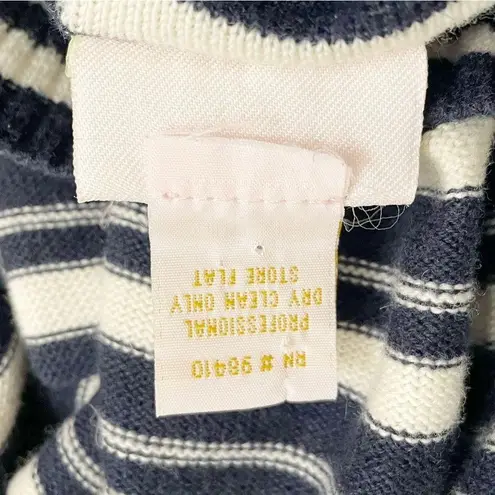 RN # 98410
PROFESSIONAL
DRY CLEAN ONLY
STORE FLAT